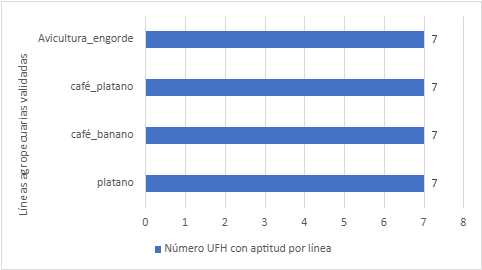 Líneas agropecuarias validadas
Avicultura_engorde
7
café_platano
7
café_banano
7
platano
7
0 1 2 3 4 5 6 7 8
Número UFH con aptitud por línea